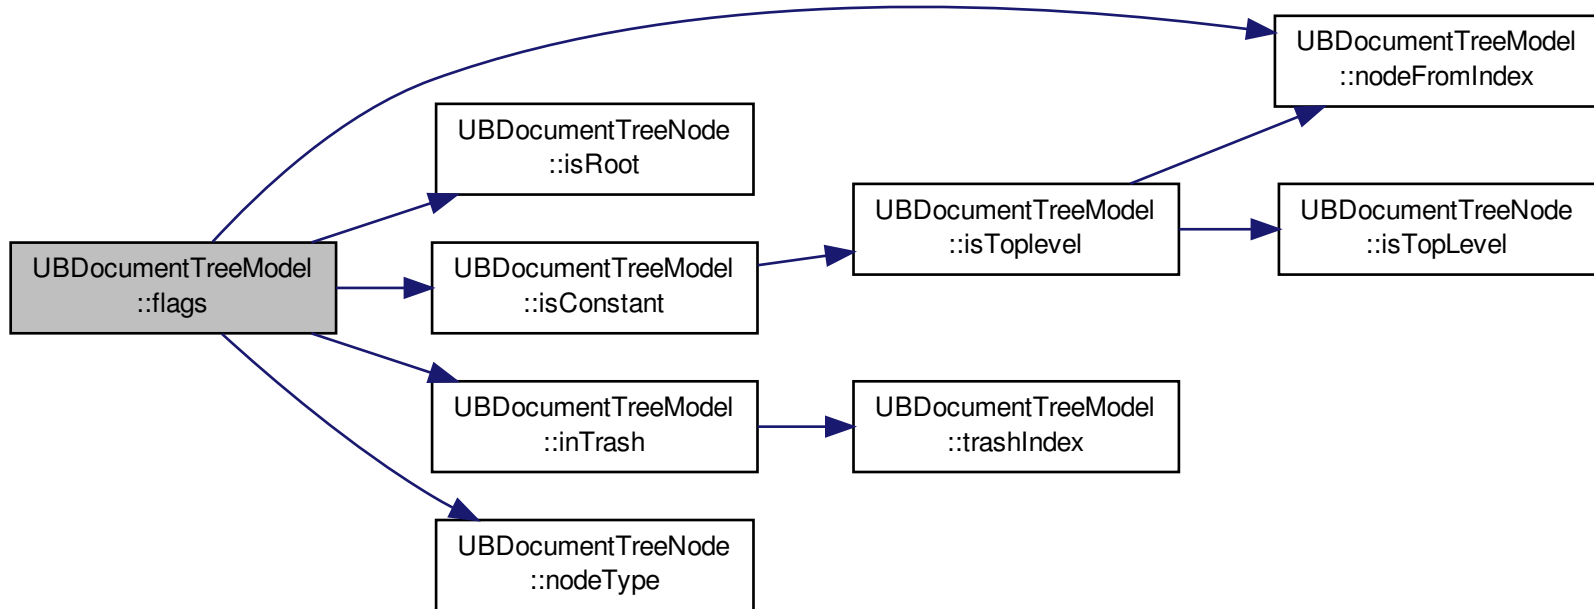 UBDocumentTreeModel
::flags
UBDocumentTreeNode
::isRoot
UBDocumentTreeModel
::isConstant
UBDocumentTreeModel
::inTrash
UBDocumentTreeNode
::nodeType
UBDocumentTreeModel
::isToplevel
UBDocumentTreeModel
::trashIndex
UBDocumentTreeModel
::nodeFromIndex
UBDocumentTreeNode
::isTopLevel